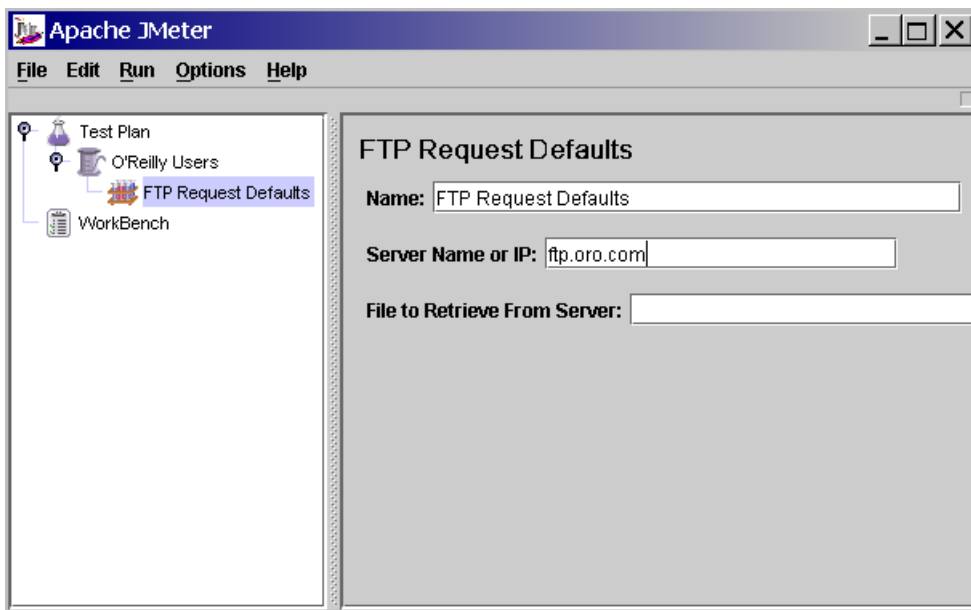 Apache JMeter
File Edit Run Options Help
Test Plan
O'Reilly Users
FTP Request Defaults
WorkBench
FTP Request Defaults
Name: FTP Request Defaults
Server Name or IP: ftp.oro.com
File to Retrieve From Server: